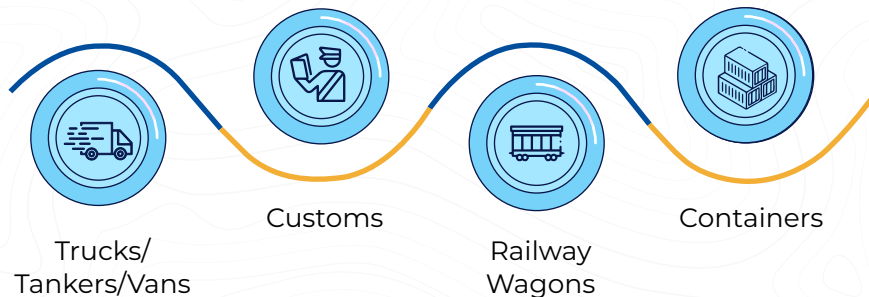 Trucks/
Tankers/Vans
Customs
Railway
Wagons
Containers